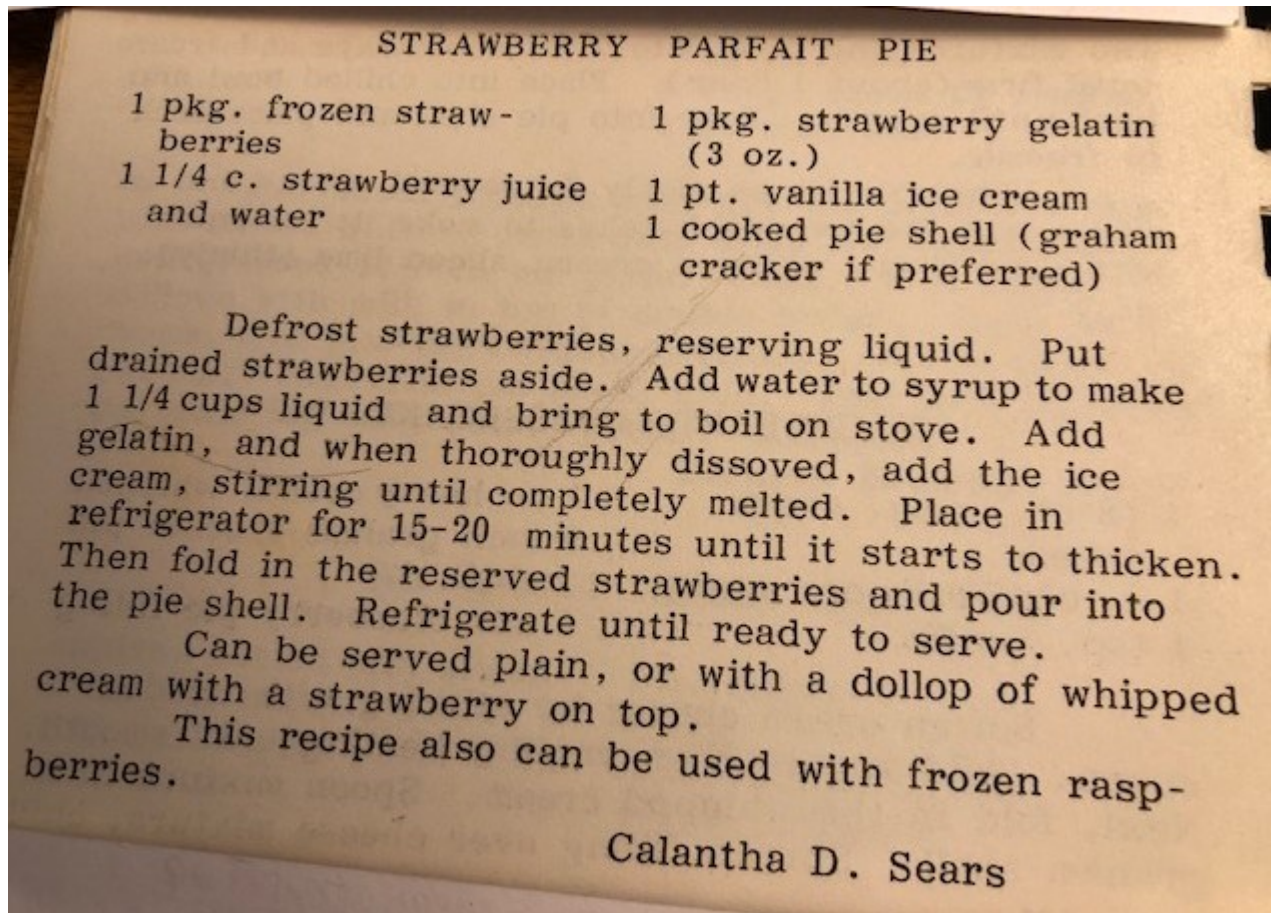 STRAWBERRY PARFAIT PIE
1 pkg. frozen straw-
berries
1 1/4 c. strawberry juice
and water
1 pkg. strawberry gelatin
(3 oz.)
1 pt. vanilla ice cream
1 cooked pie shell (graham
cracker if preferred)
Defrost strawberries, reserving liquid. Put
drained strawberries aside. Add water to syrup to make
1 1/4 cups liquid and bring to boil on stove. Add
gelatin, and when thoroughly dissoved, add the ice
cream, stirring until completely melted. Place in
refrigerator for 15-20 minutes until it starts to thicken.
Then fold in the reserved strawberries and pour into
the pie shell. Refrigerate until ready to serve.
Can be served plain, or with a dollop of whipped
cream with a strawberry on top.
This recipe also can be used with frozen rasp-
berries.
Calantha D. Sears